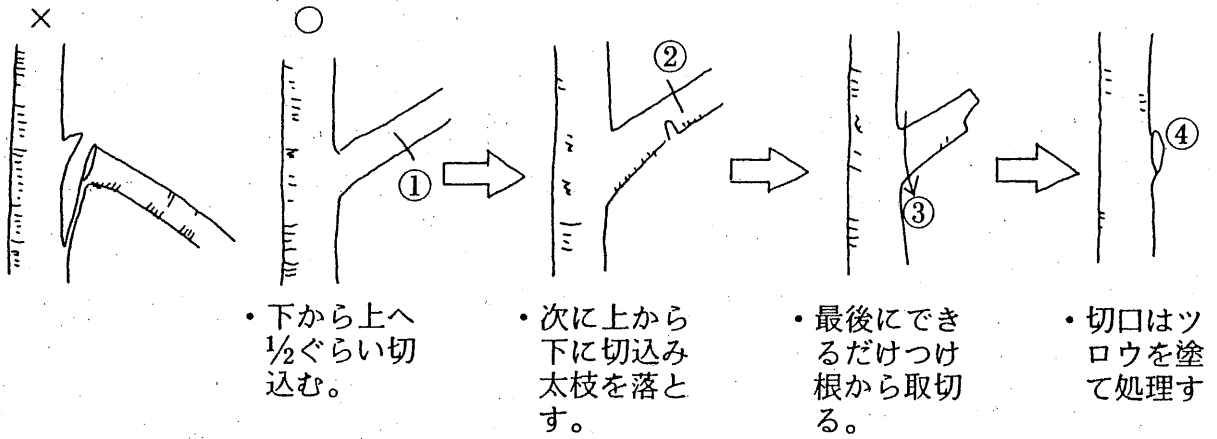 ×
○
①
②
③
④
・下から上へ
½ぐらい切
込む。
・次に上から
下に切込み
太枝を落と
す。
・最後にでき
るだけつけ
根から取切
る。
・切口はツ
ロウを塗
て処理す